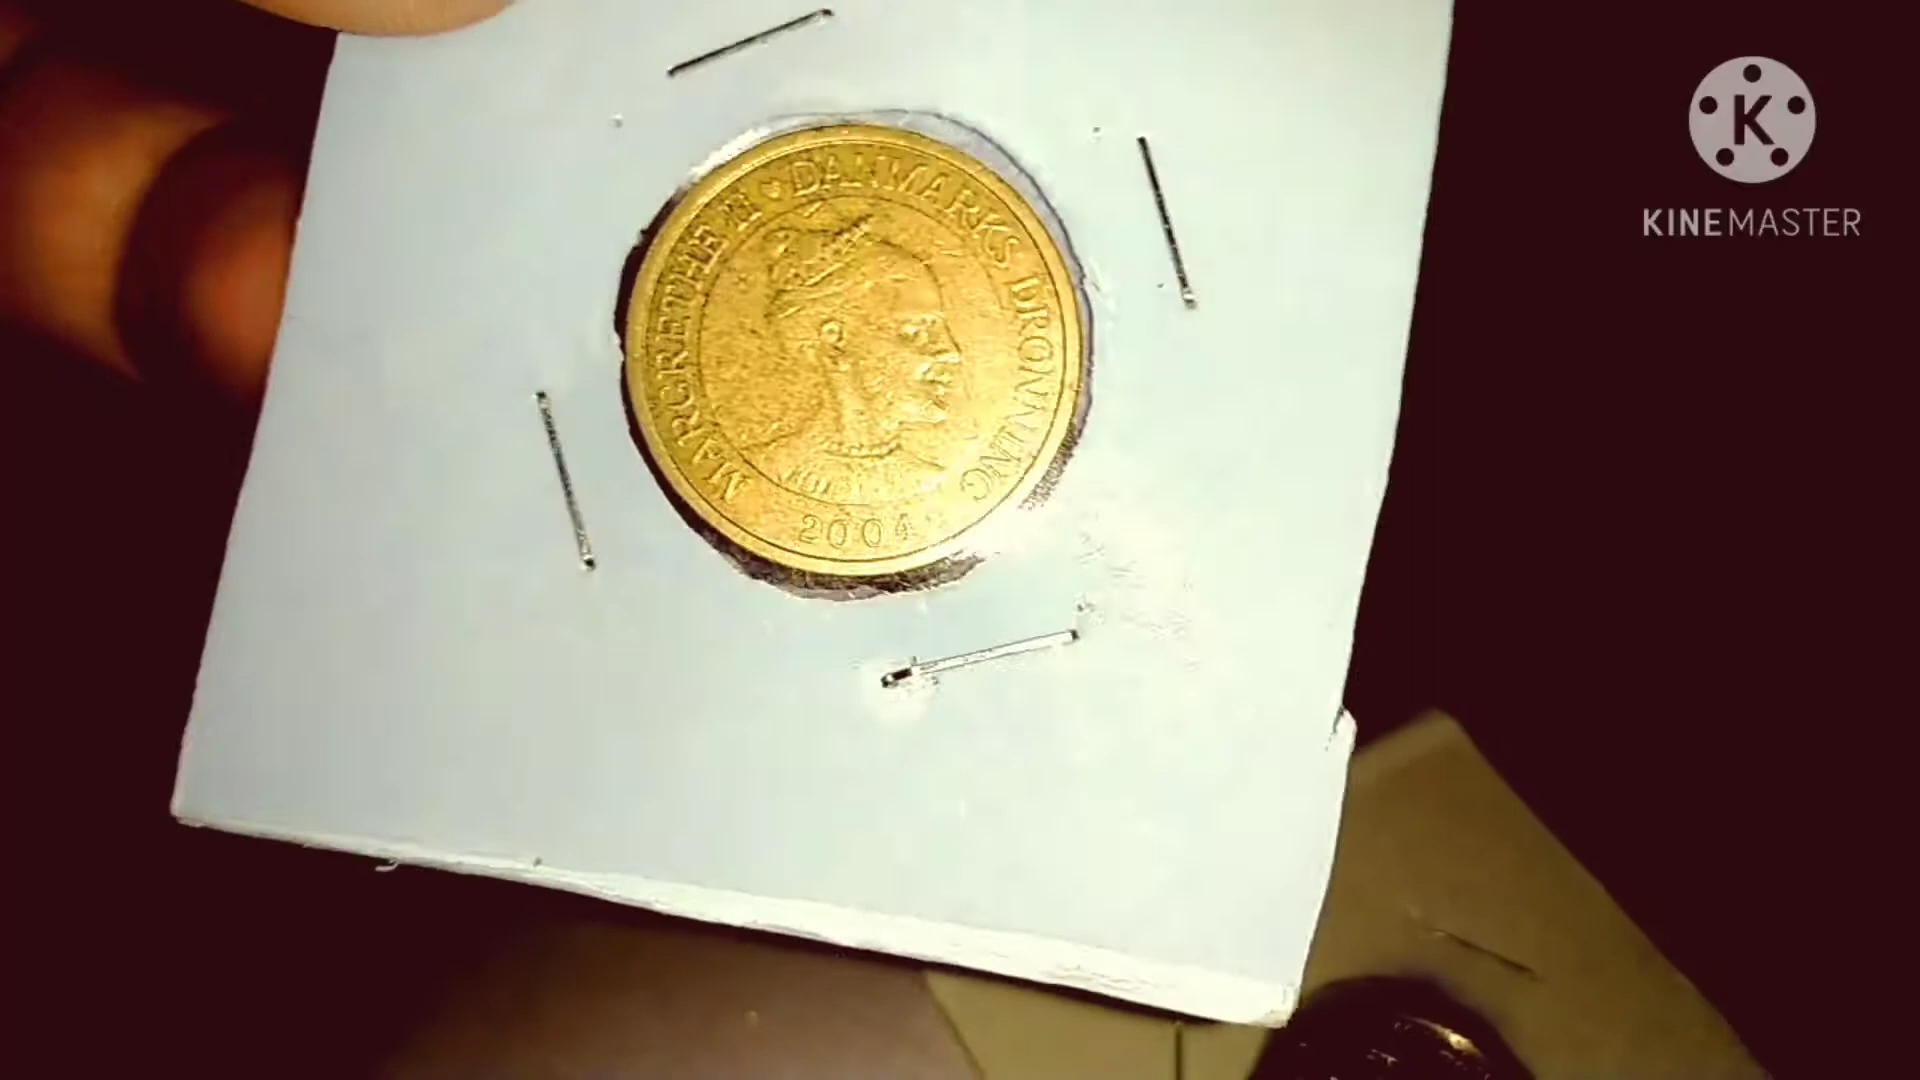 MARGRETHE II ♥ DANMARKS DRONNING
2004
K
KINEMASTER